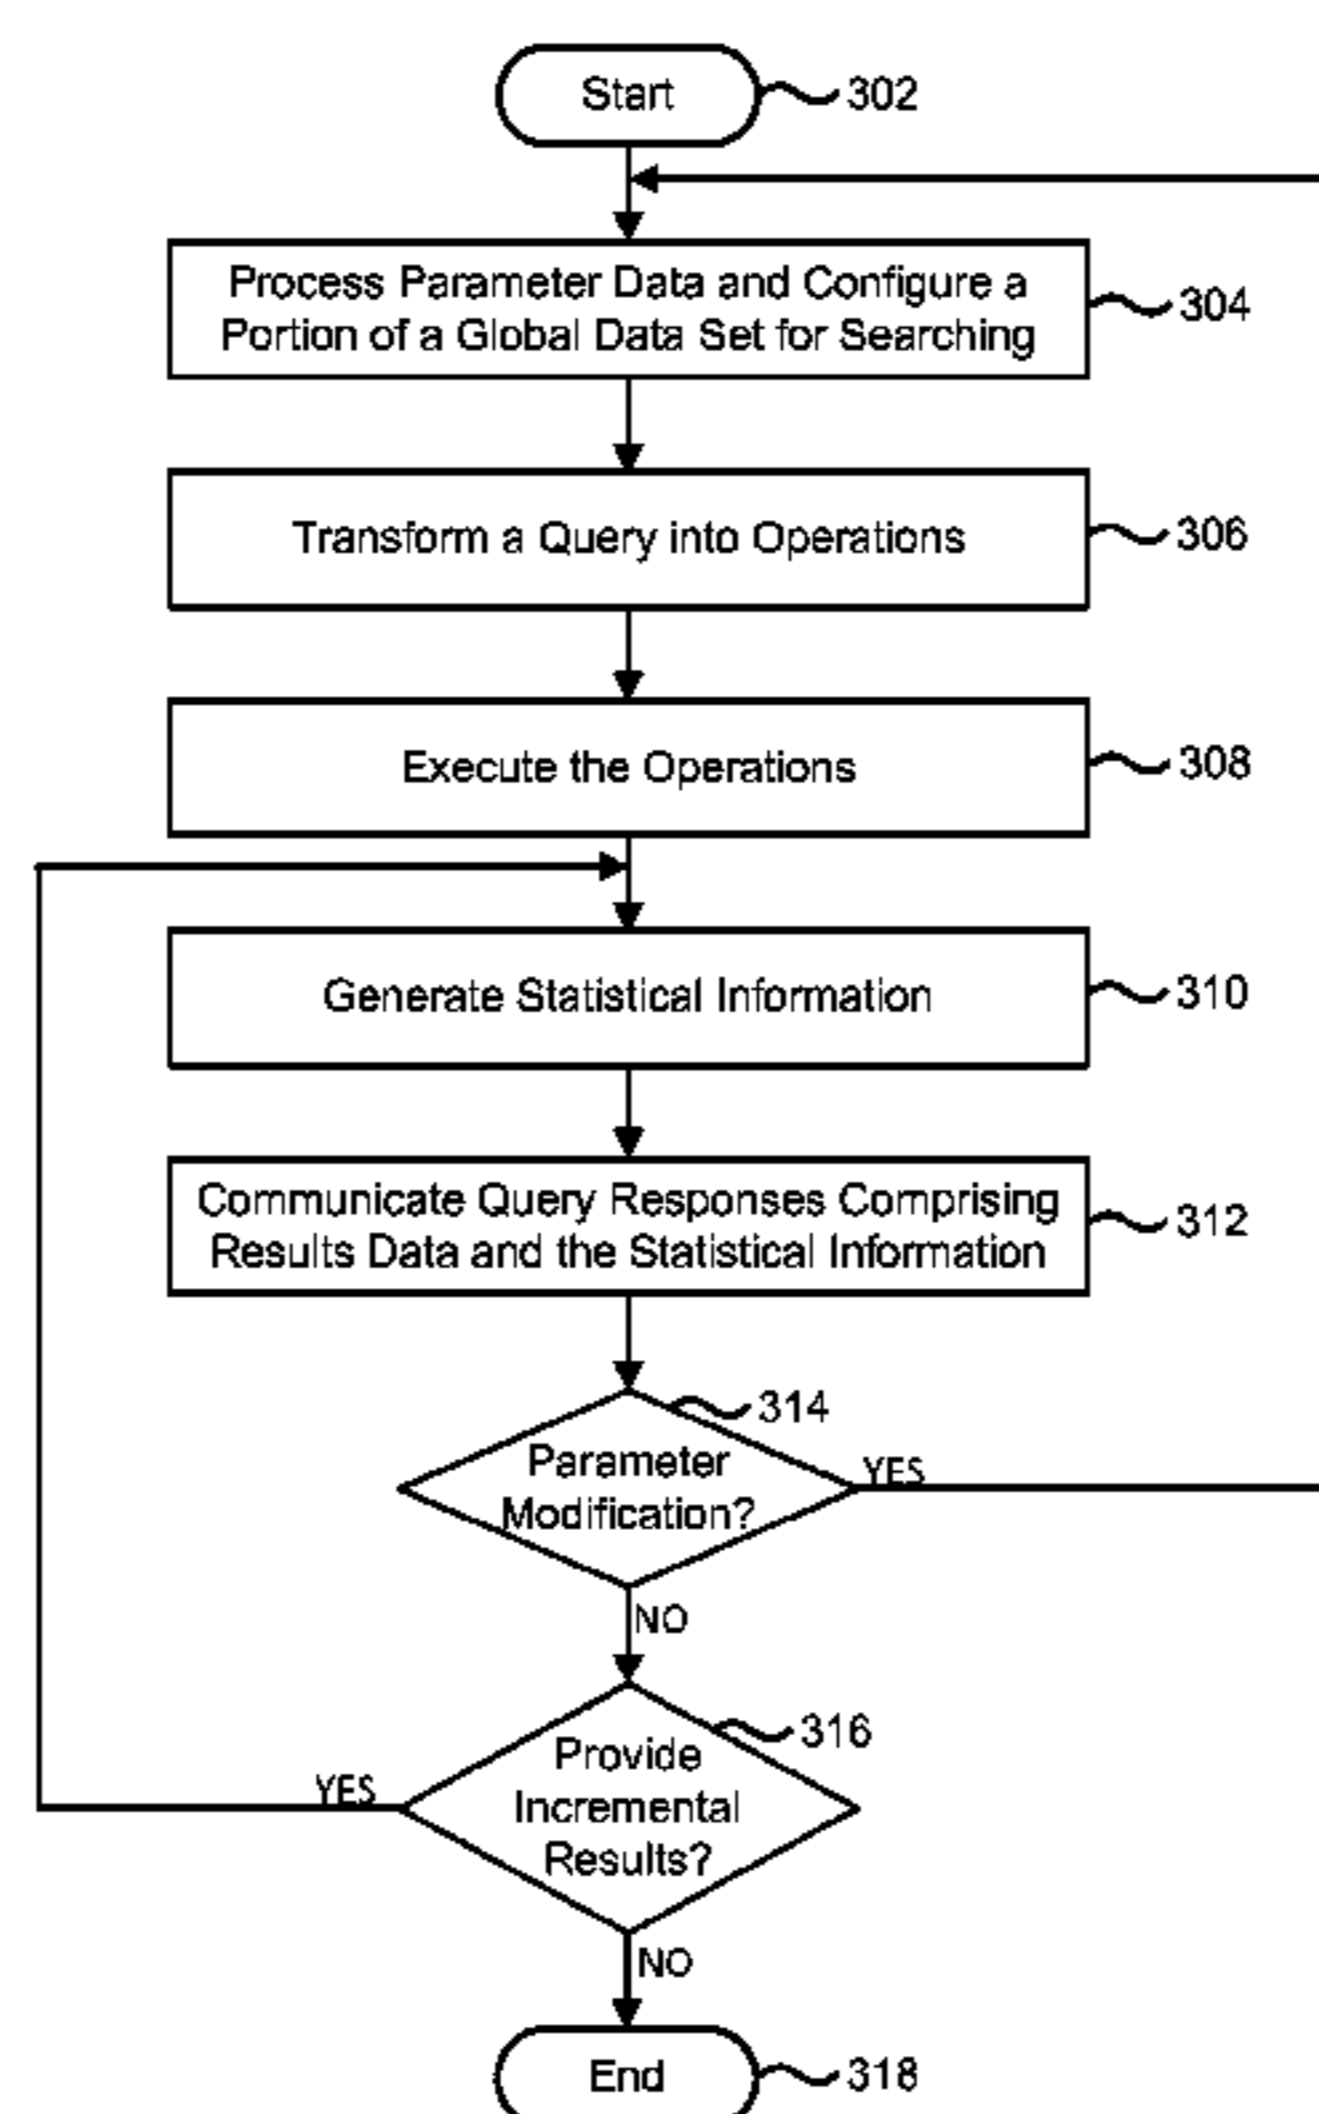 Start
302
Process Parameter Data and Configure a
Portion of a Global Data Set for Searching
304
Transform a Query into Operations
306
Execute the Operations
308
Generate Statistical Information
310
Communicate Query Responses Comprising
Results Data and the Statistical Information
312
314
Parameter
Modification?
YES
NO
316
Provide
Incremental
Results?
YES
NO
End
318